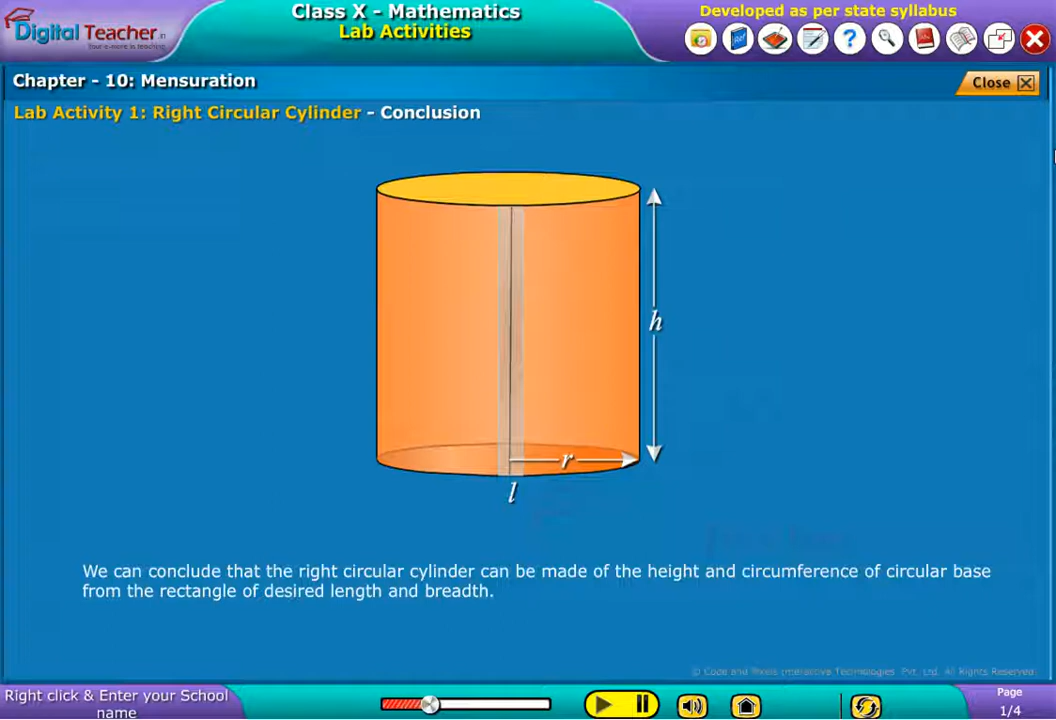 Digital Teacher.in
Your e-move in teaching
Class X - Mathematics
Lab Activities
Developed as per state syllabus
Chapter - 10: Mensuration
Close
Lab Activity 1: Right Circular Cylinder - Conclusion
h
r
l
We can conclude that the right circular cylinder can be made of the height and circumference of circular base
from the rectangle of desired length and breadth.
© Code and Pixels Interactive Technologies Pvt. Ltd. All Rights Reserved.
Right click & Enter your School
name
Page
1/4